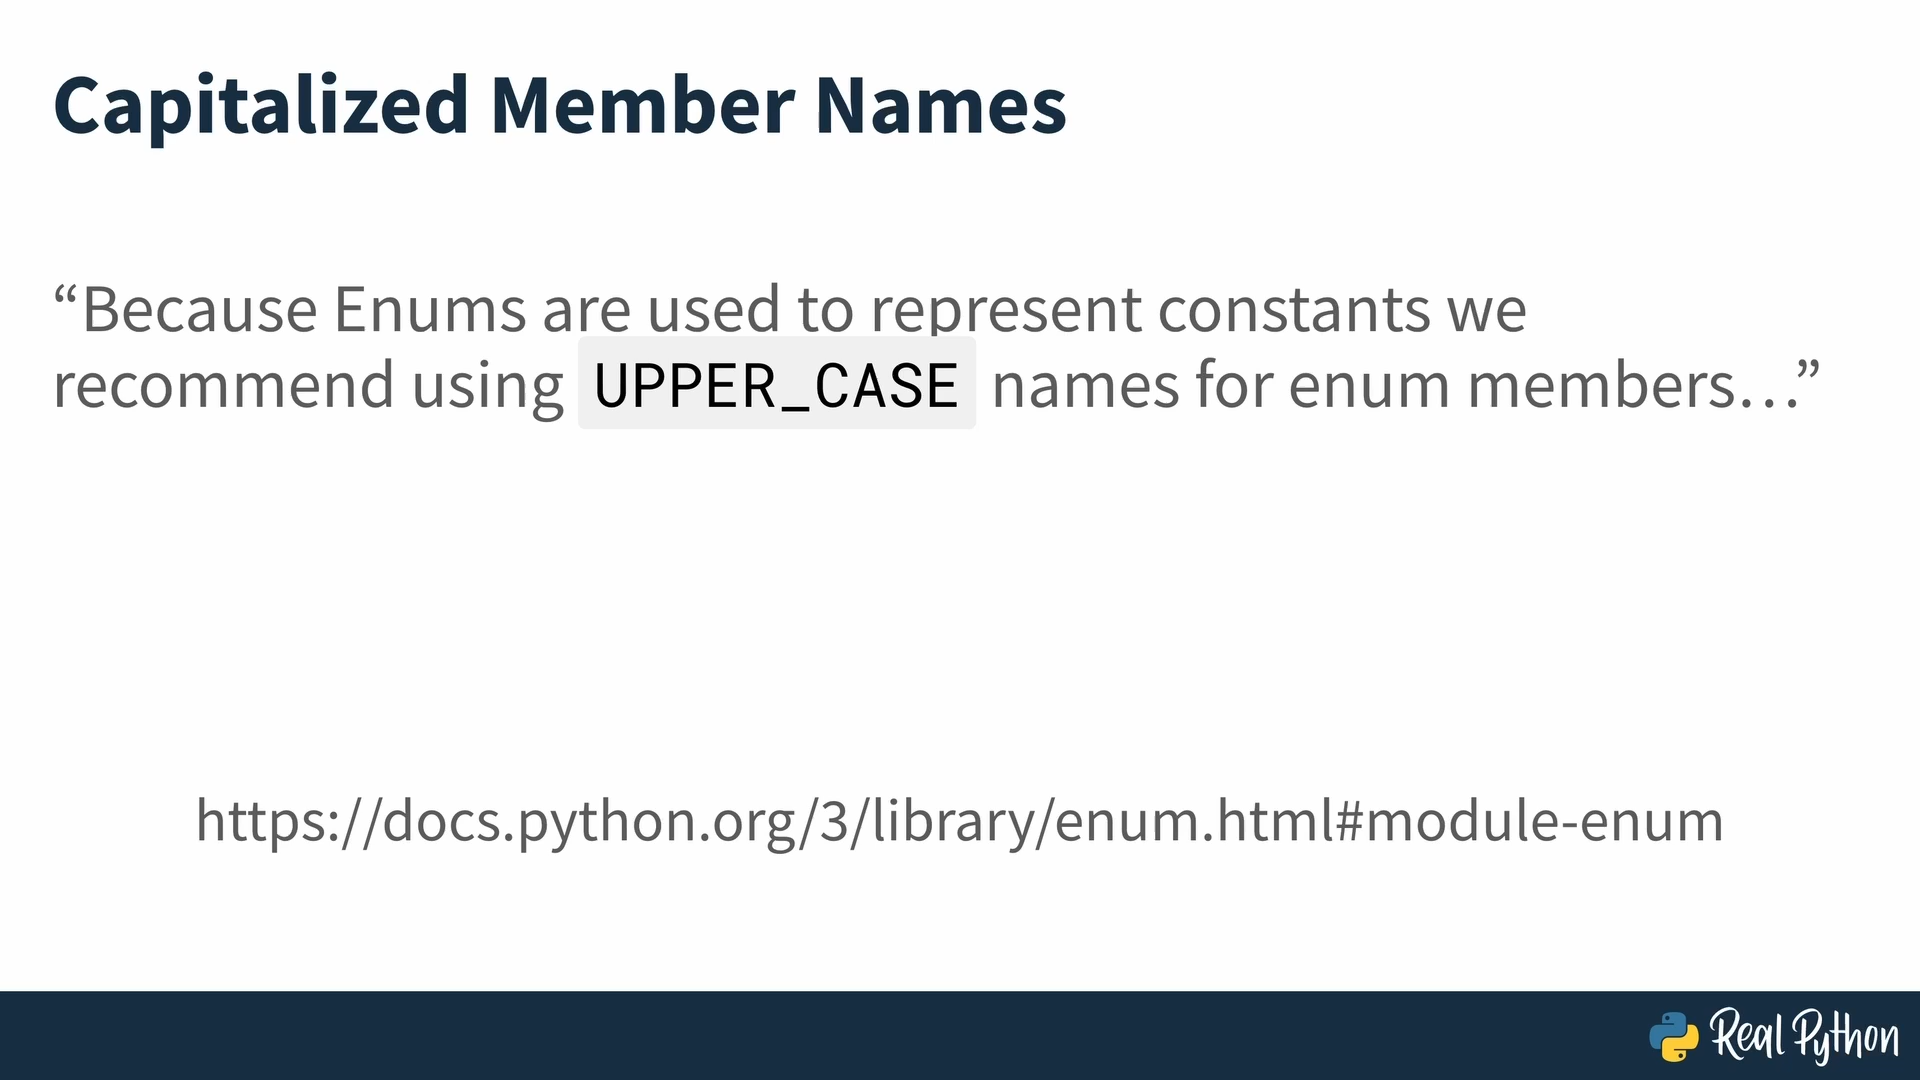 Capitalized Member Names
“Because Enums are used to represent constants we
recommend using UPPER_CASE names for enum members…”
https://docs.python.org/3/library/enum.html#module-enum
Real Python